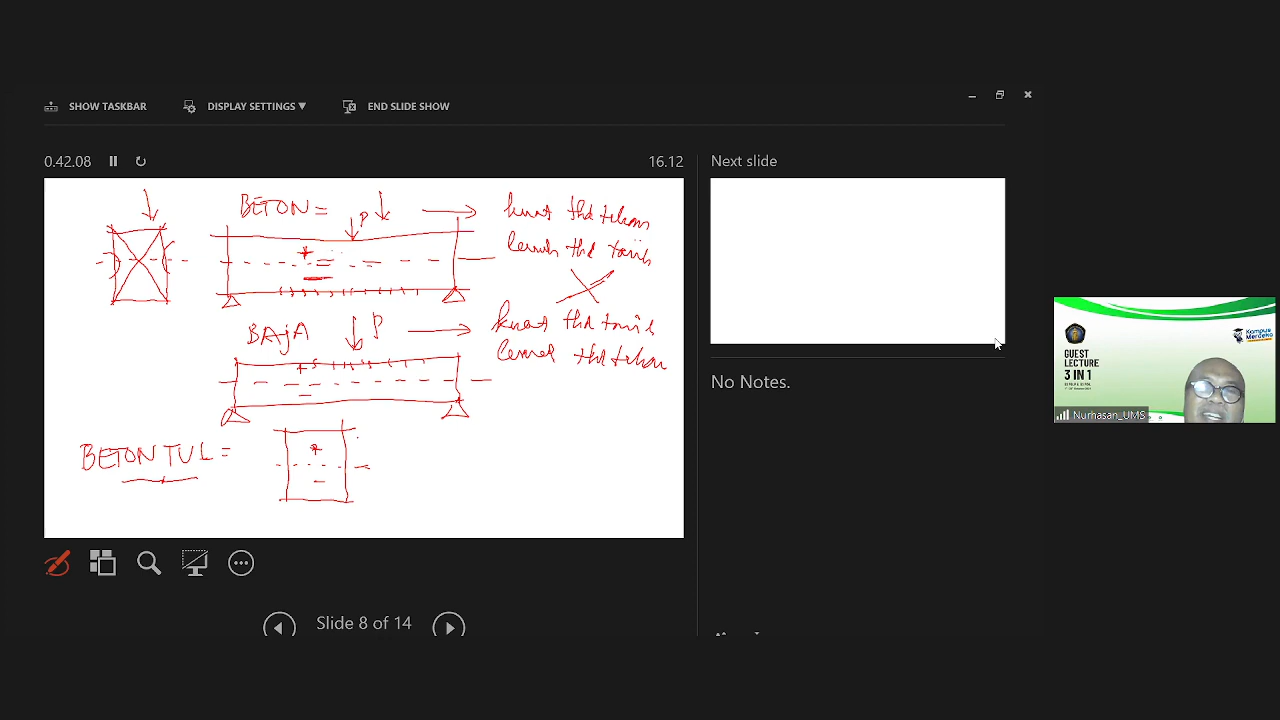 SHOW TASKBAR
DISPLAY SETTINGS ▼
END SLIDE SHOW
0.42.08
16.12
Next slide
BETON =
P
kuat thd tekan
lemah thd tarik
BAJA
P
kuat thd tarik
lemah thd tekan
BETON TUL =
No Notes.
Slide 8 of 14
GUEST
LECTURE
3 IN 1
Kampus
Merdeka
Nurhasan_UMS